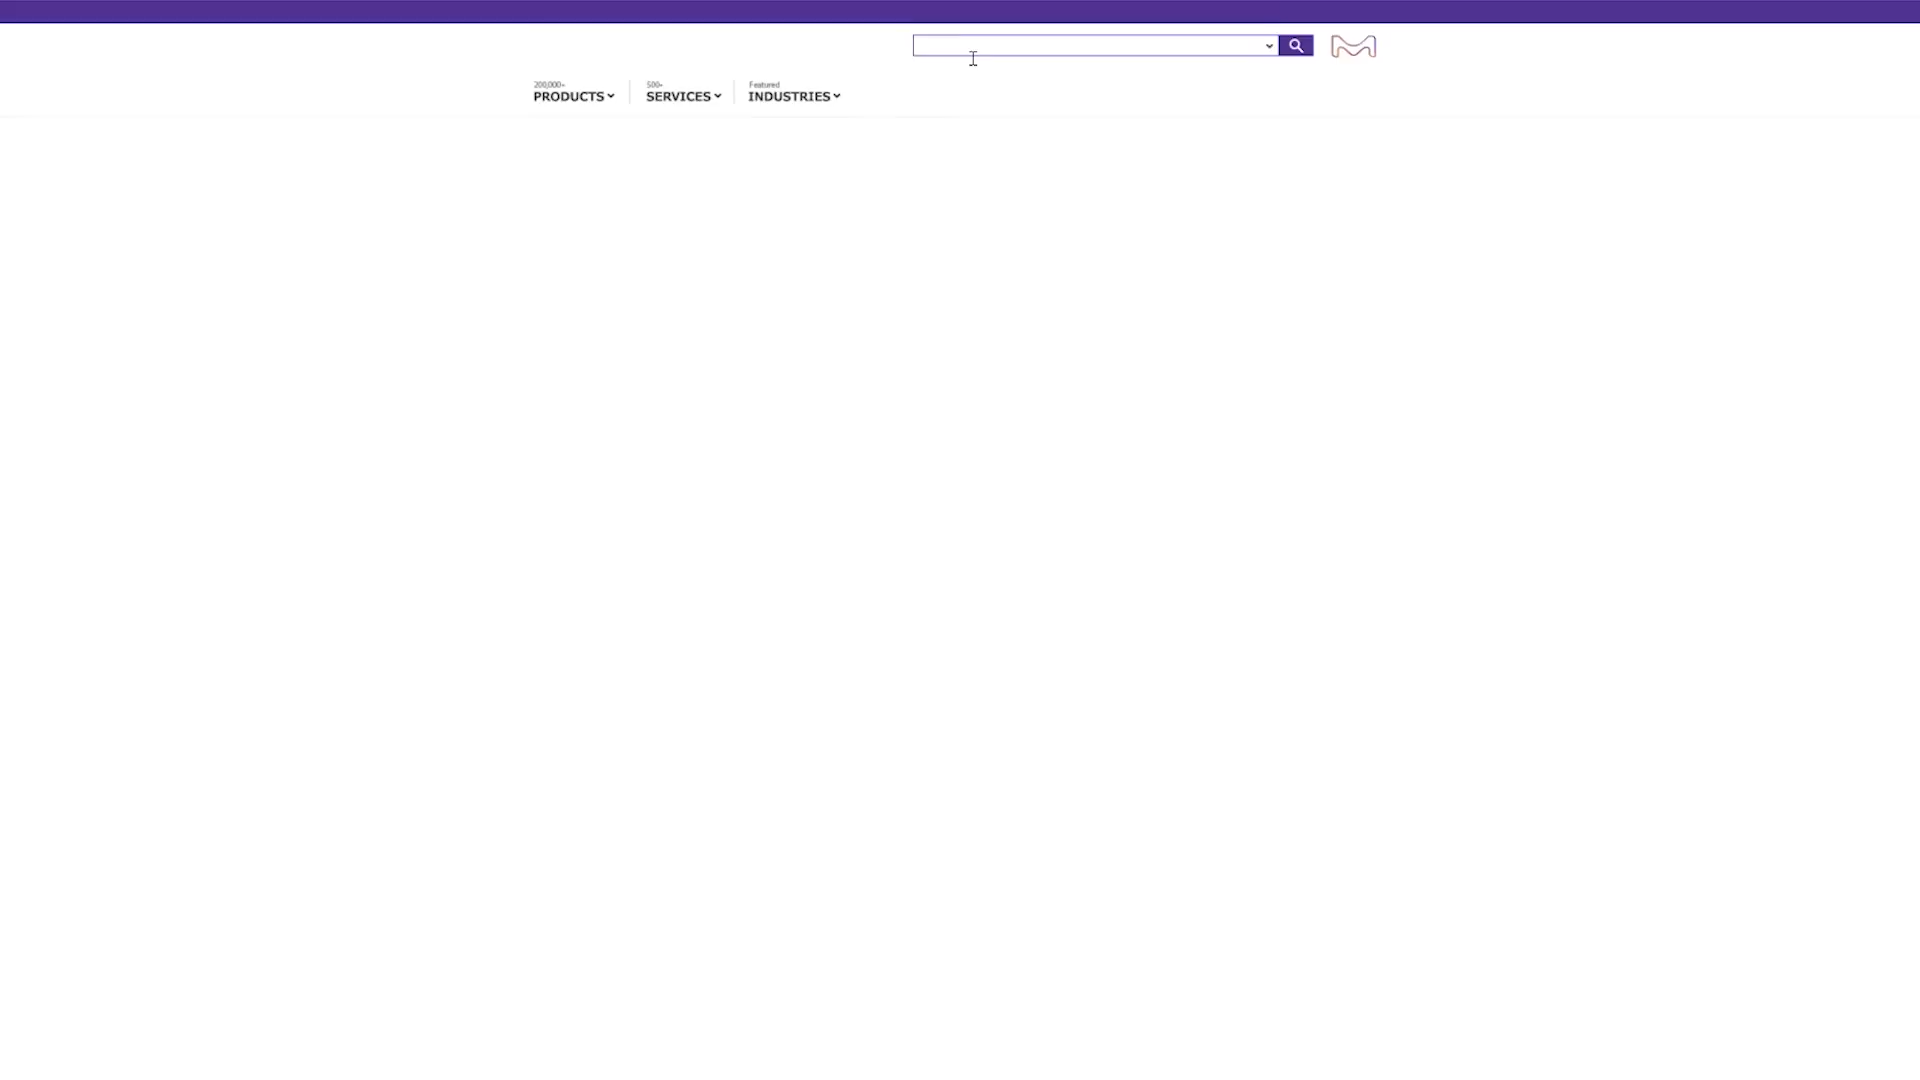 200,000+
PRODUCTS
500+
SERVICES
Featured
INDUSTRIES